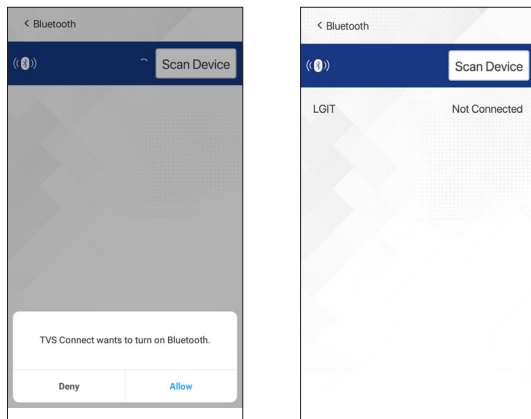 < Bluetooth
Scan Device
TVS Connect wants to turn on Bluetooth.
Deny Allow
< Bluetooth
Scan Device
LGIT Not Connected